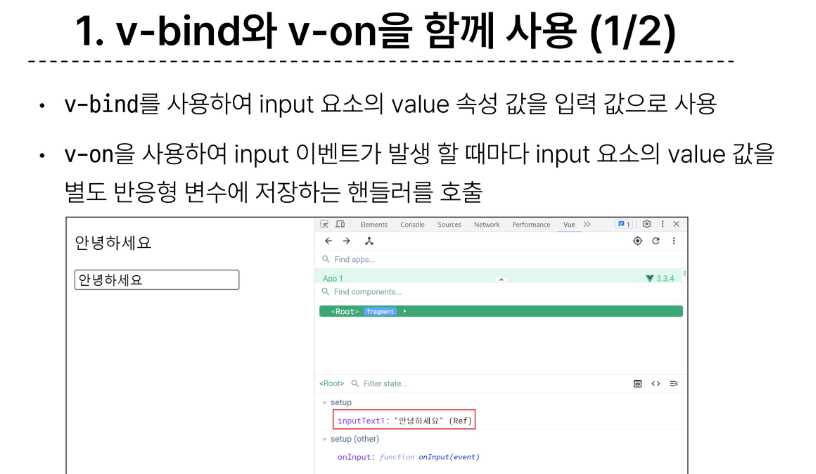 1. v-bind와 v-on을 함께 사용 (1/2)
• v-bind를 사용하여 input 요소의 value 속성 값을 입력 값으로 사용
• v-on을 사용하여 input 이벤트가 발생 할 때마다 input 요소의 value 값을
별도 반응형 변수에 저장하는 핸들러를 호출
안녕하세요
안녕하세요
Elements Console Sources Network Performance Vue 1
Find apps...
App 1 3.3.4
Find components...
<Root> fragment
<Root> Filter state...
setup
inputText1: "안녕하세요" (Ref)
setup (other)
onInput: function onInput(event)